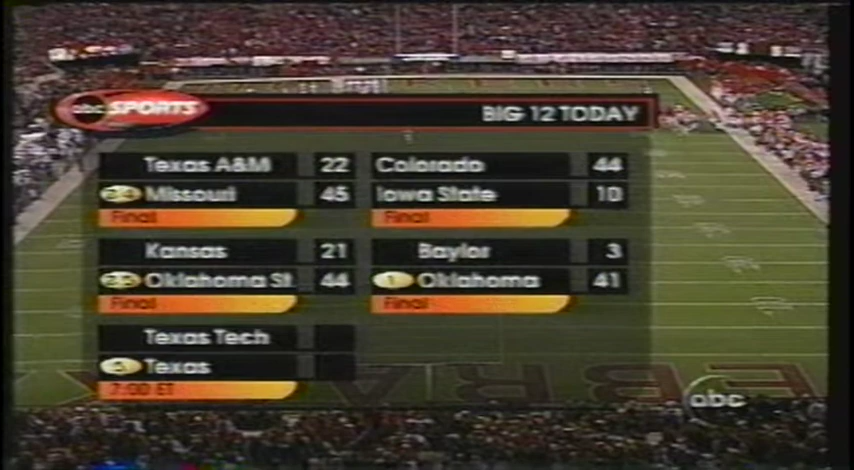 abc SPORTS
BIG 12 TODAY
Texas A&M 22
Missouri 45
Final
Colorado 44
Iowa State 10
Final
Kansas 21
Oklahoma St. 44
Final
Baylor 3
1 Oklahoma 41
Final
Texas Tech
Texas
7:00 ET
abc